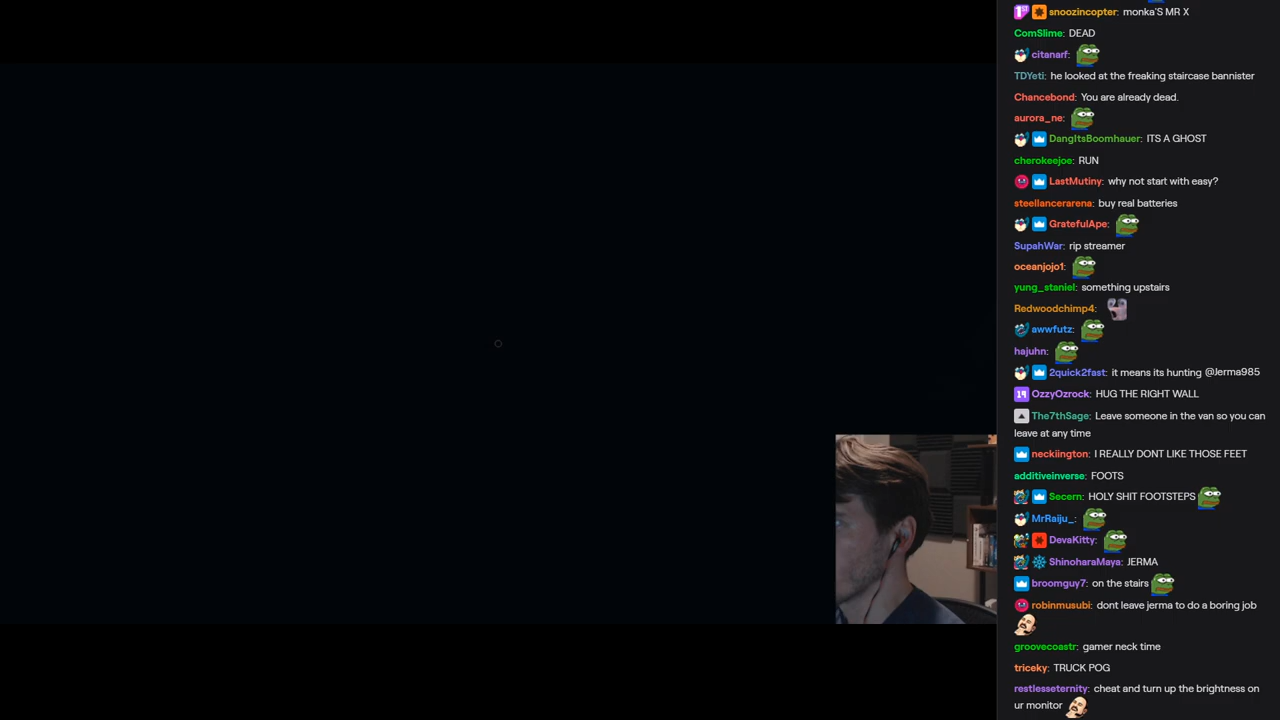 snoozincopter: monka'S MR X
ComSlime: DEAD
citanarf:
TDYeti: he looked at the freaking staircase bannister
Chancebond: You are already dead.
aurora_ne:
DangItsBoomhauer: ITS A GHOST
cherokeejoe: RUN
LastMutiny: why not start with easy?
steellancerarena: buy real batteries
GratefulApe:
SupahWar: rip streamer
oceanjojo1:
yung_staniel: something upstairs
Redwoodchimp4:
awwfutz:
hajuhn:
2quick2fast: it means its hunting @Jerma985
OzzyOzrock: HUG THE RIGHT WALL
The7thSage: Leave someone in the van so you can
leave at any time
neckiington: I REALLY DONT LIKE THOSE FEET
additiveinverse: FOOTS
Secern: HOLY SHIT FOOTSTEPS
MrRaiju_:
DevaKitty:
ShinoharaMaya: JERMA
broomguy7: on the stairs
robinmusubi: dont leave jerma to do a boring job
groovecoastr: gamer neck time
triceky: TRUCK POG
restlesseternity: cheat and turn up the brightness on
ur monitor